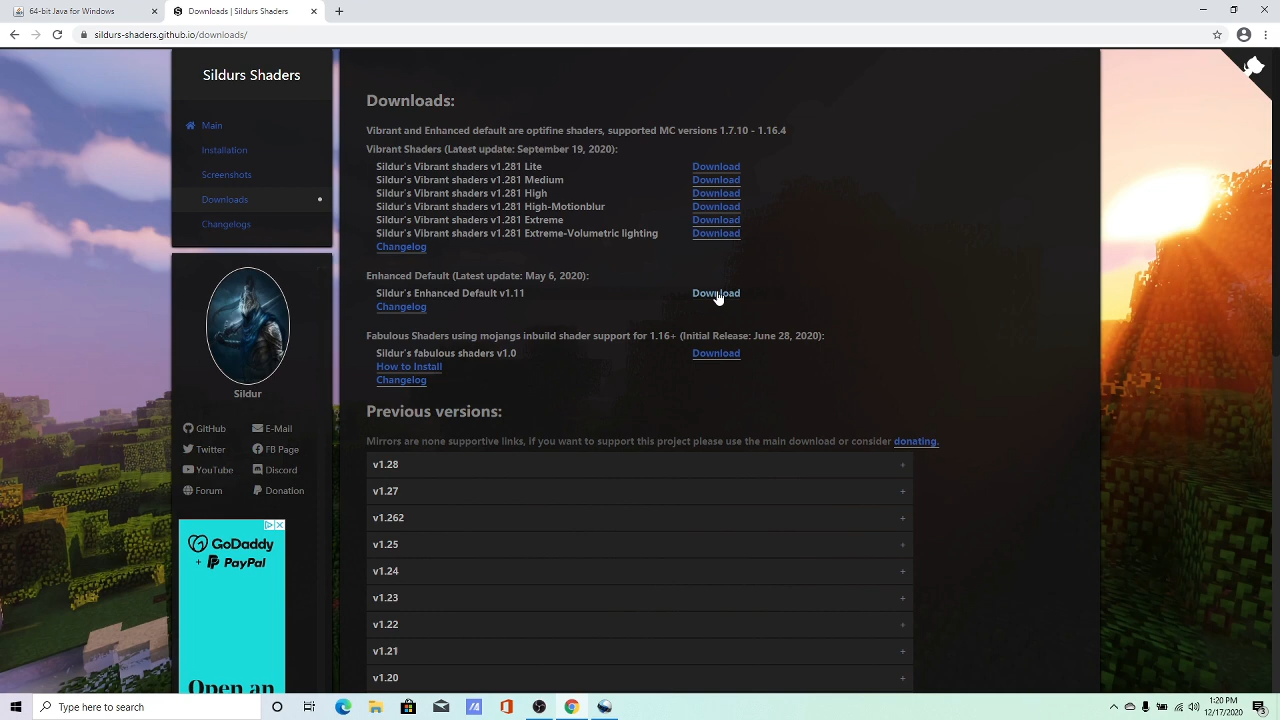 64-bit Java for Windows
Downloads | Sildurs Shaders
sildurs-shaders.github.io/downloads/
Sildurs Shaders
Main
Installation
Screenshots
Downloads
Changelogs
Sildur
GitHub
E-Mail
Twitter
FB Page
YouTube
Discord
Forum
Donation
GoDaddy
+ PayPal
Open an
Downloads:
Vibrant and Enhanced default are optifine shaders, supported MC versions 1.7.10 - 1.16.4
Vibrant Shaders (Latest update: September 19, 2020):
Sildur's Vibrant shaders v1.281 Lite Download
Sildur's Vibrant shaders v1.281 Medium Download
Sildur's Vibrant shaders v1.281 High Download
Sildur's Vibrant shaders v1.281 High-Motionblur Download
Sildur's Vibrant shaders v1.281 Extreme Download
Sildur's Vibrant shaders v1.281 Extreme-Volumetric lighting Download
Changelog
Enhanced Default (Latest update: May 6, 2020):
Sildur's Enhanced Default v1.11 Download
Changelog
Fabulous Shaders using mojangs inbuild shader support for 1.16+ (Initial Release: June 28, 2020):
Sildur's fabulous shaders v1.0 Download
How to Install
Changelog
Previous versions:
Mirrors are none supportive links, if you want to support this project please use the main download or consider donating.
v1.28 +
v1.27 +
v1.262 +
v1.25 +
v1.24 +
v1.23 +
v1.22 +
v1.21 +
v1.20 +
Type here to search
1:20 PM
12/17/2020
3